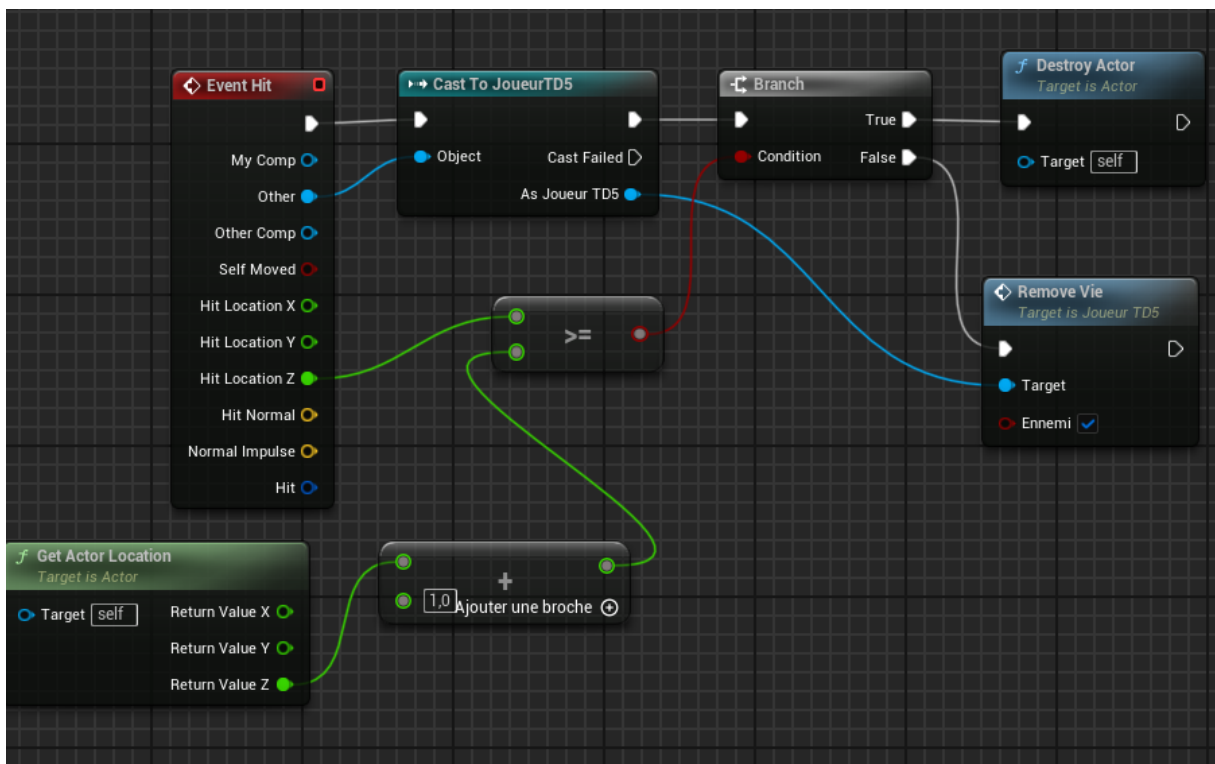 Event Hit
My Comp
Other
Other Comp
Self Moved
Hit Location X
Hit Location Y
Hit Location Z
Hit Normal
Normal Impulse
Hit
Cast To JoueurTD5
Object
Cast Failed
As Joueur TD5
Branch
Condition
True
False
f Destroy Actor
Target is Actor
Target self
>=
Remove Vie
Target is Joueur TD5
Target
Ennemi
f Get Actor Location
Target is Actor
Target self
Return Value X
Return Value Y
Return Value Z
+
1,0 Ajouter une broche